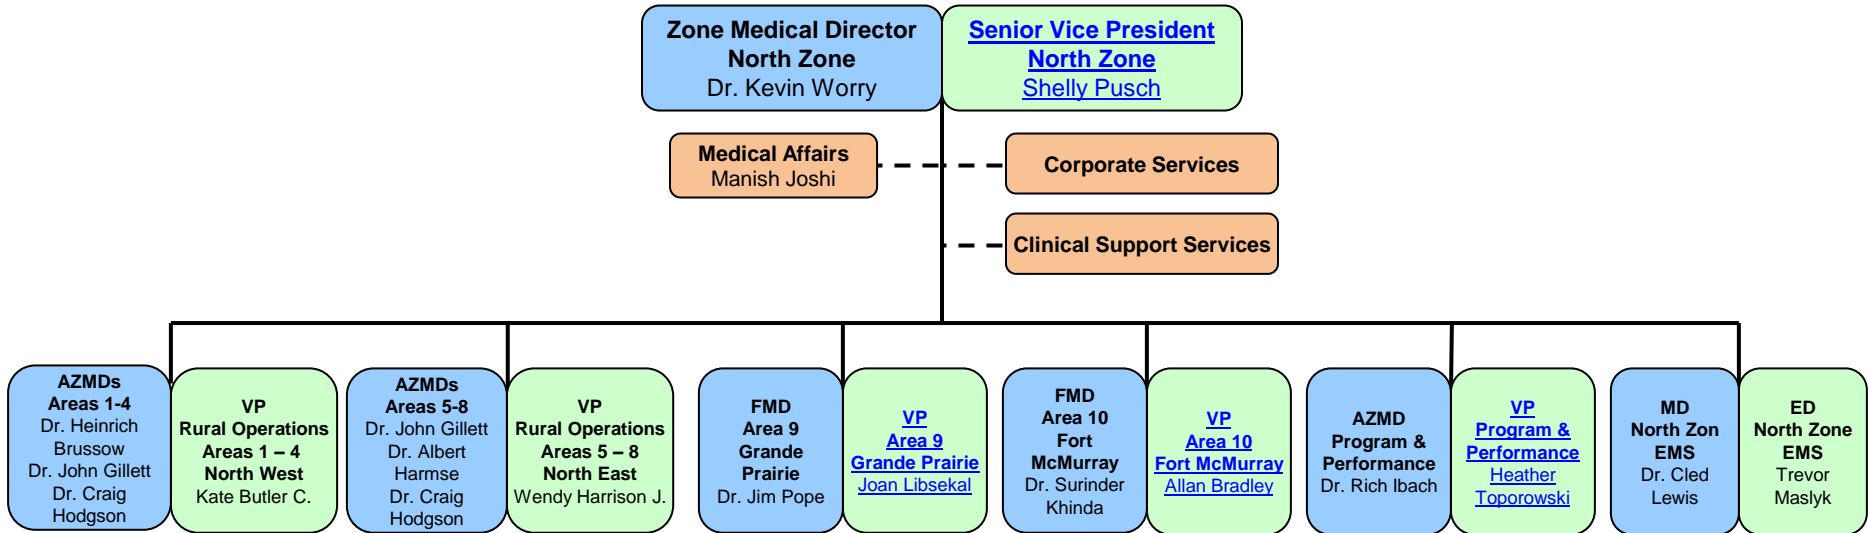 Zone Medical Director
North Zone
Dr. Kevin Worry
Senior Vice President
North Zone
Shelly Pusch
Medical Affairs
Manish Joshi
Corporate Services
Clinical Support Services
AZMDs
Areas 1-4
Dr. Heinrich
Brussow
Dr. John Gillett
Dr. Craig
Hodgson
VP
Rural Operations
Areas 1 – 4
North West
Kate Butler C.
AZMDs
Areas 5-8
Dr. John Gillett
Dr. Albert
Harmse
Dr. Craig
Hodgson
VP
Rural Operations
Areas 5 – 8
North East
Wendy Harrison J.
FMD
Area 9
Grande
Prairie
Dr. Jim Pope
VP
Area 9
Grande Prairie
Joan Libsekal
FMD
Area 10
Fort
McMurray
Dr. Surinder
Khinda
VP
Area 10
Fort McMurray
Allan Bradley
AZMD
Program &
Performance
Dr. Rich Ibach
VP
Program &
Performance
Heather
Toporowski
MD
North Zon
EMS
Dr. Cled
Lewis
ED
North Zone
EMS
Trevor
Maslyk